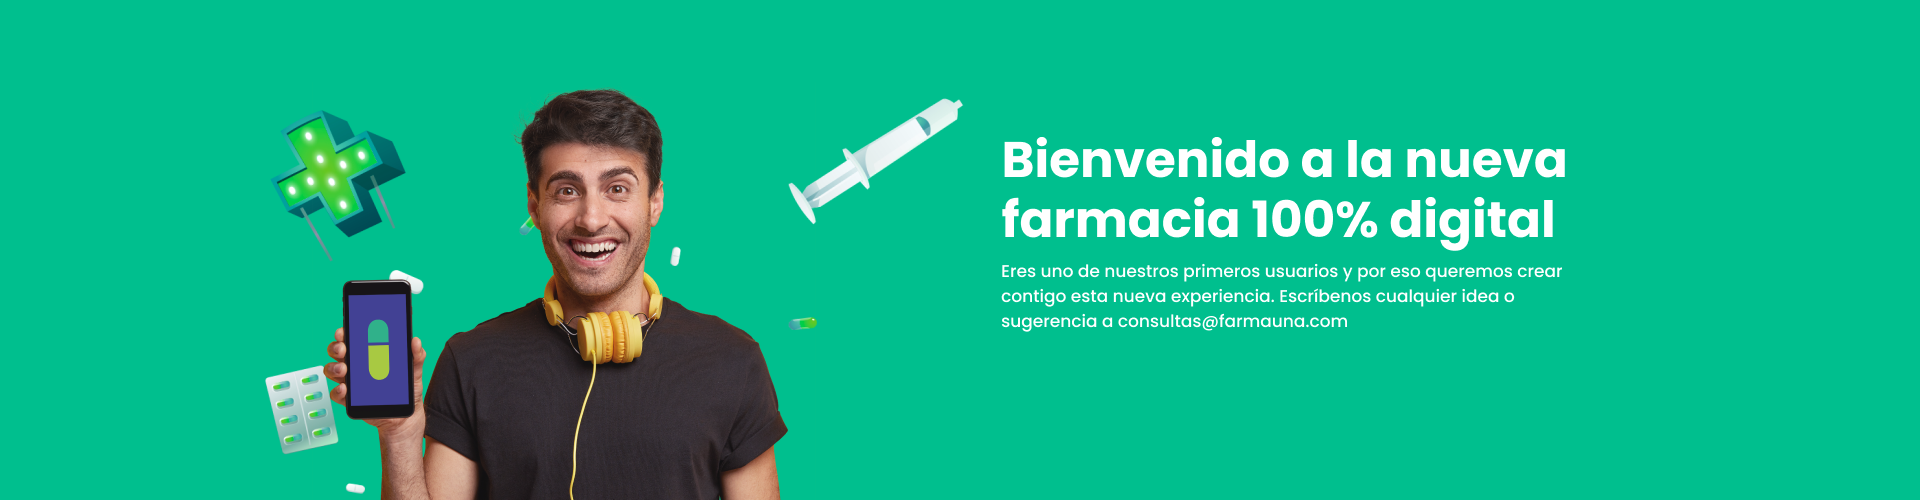 Bienvenido a la nueva
farmacia 100% digital
Eres uno de nuestros primeros usuarios y por eso queremos crear
contigo esta nueva experiencia. Escríbenos cualquier idea o
sugerencia a consultas@farmauna.com